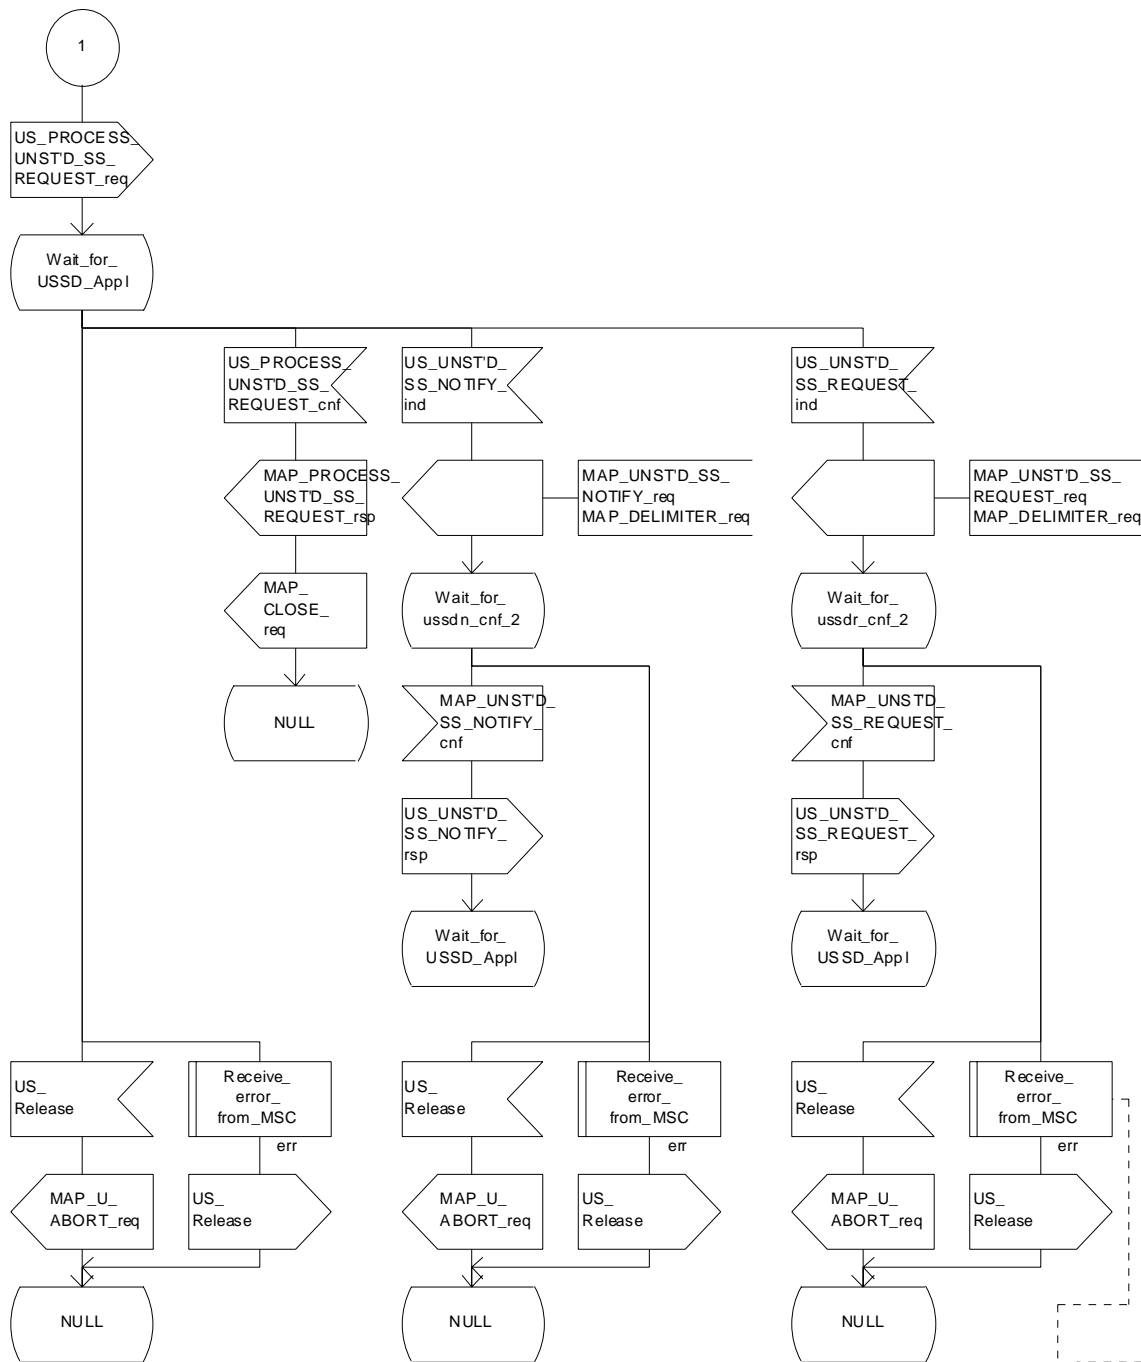 1
US_PROCESS_
UNST'D_SS_
REQUEST_req
Wait_for_
USSD_Appl
US_PROCESS_
UNST'D_SS_
REQUEST_cnf
US_UNST'D_
SS_NOTIFY_
ind
US_UNST'D_
SS_REQUEST_
ind
MAP_PROCESS_
UNST'D_SS_
REQUEST_rsp
MAP_UNST'D_SS_
NOTIFY_req
MAP_DELIMITER_req
MAP_UNST'D_SS_
REQUEST_req
MAP_DELIMITER_req
MAP_
CLOSE_
req
Wait_for_
ussdn_cnf_2
Wait_for_
ussdr_cnf_2
NULL
MAP_UNST'D_
SS_NOTIFY_
cnf
MAP_UNST'D_
SS_REQUEST_
cnf
US_UNST'D_
SS_NOTIFY_
rsp
US_UNST'D_
SS_REQUEST_
rsp
Wait_for_
USSD_Appl
Wait_for_
USSD_Appl
US_
Release
Receive_
error_
from_MSC
err
US_
Release
Receive_
error_
from_MSC
err
US_
Release
Receive_
error_
from_MSC
err
MAP_U_
ABORT_req
US_
Release
MAP_U_
ABORT_req
US_
Release
MAP_U_
ABORT_req
US_
Release
NULL
NULL
NULL